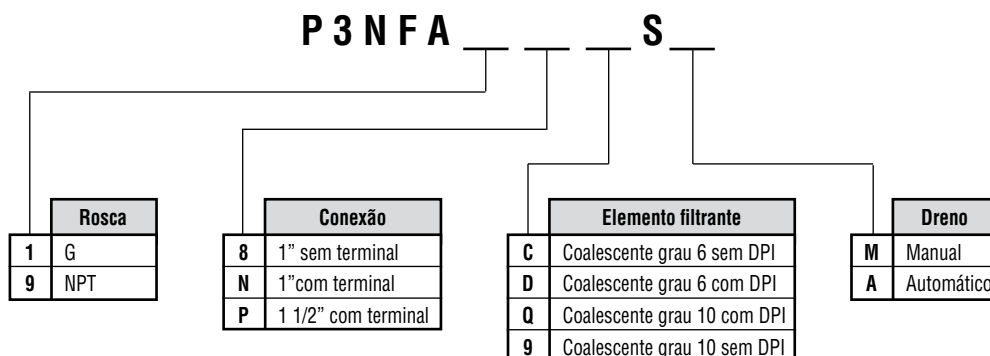 P3NFA__ __ __ S __
Rosca
1 G
9 NPT
Conexão
8 1” sem terminal
N 1”com terminal
P 1 1/2” com terminal
Elemento filtrante
C Coalescente grau 6 sem DPI
D Coalescente grau 6 com DPI
Q Coalescente grau 10 com DPI
9 Coalescente grau 10 sem DPI
Dreno
M Manual
A Automático